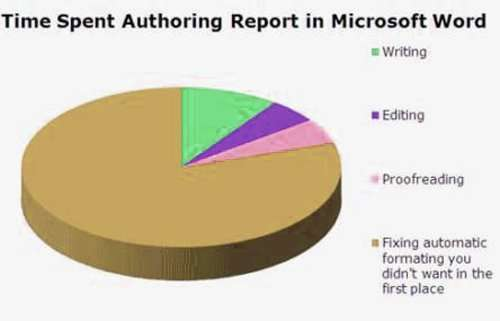 Time Spent Authoring Report in Microsoft Word
Writing
Editing
Proofreading
Fixing automatic
formating you
didn't want in the
first place